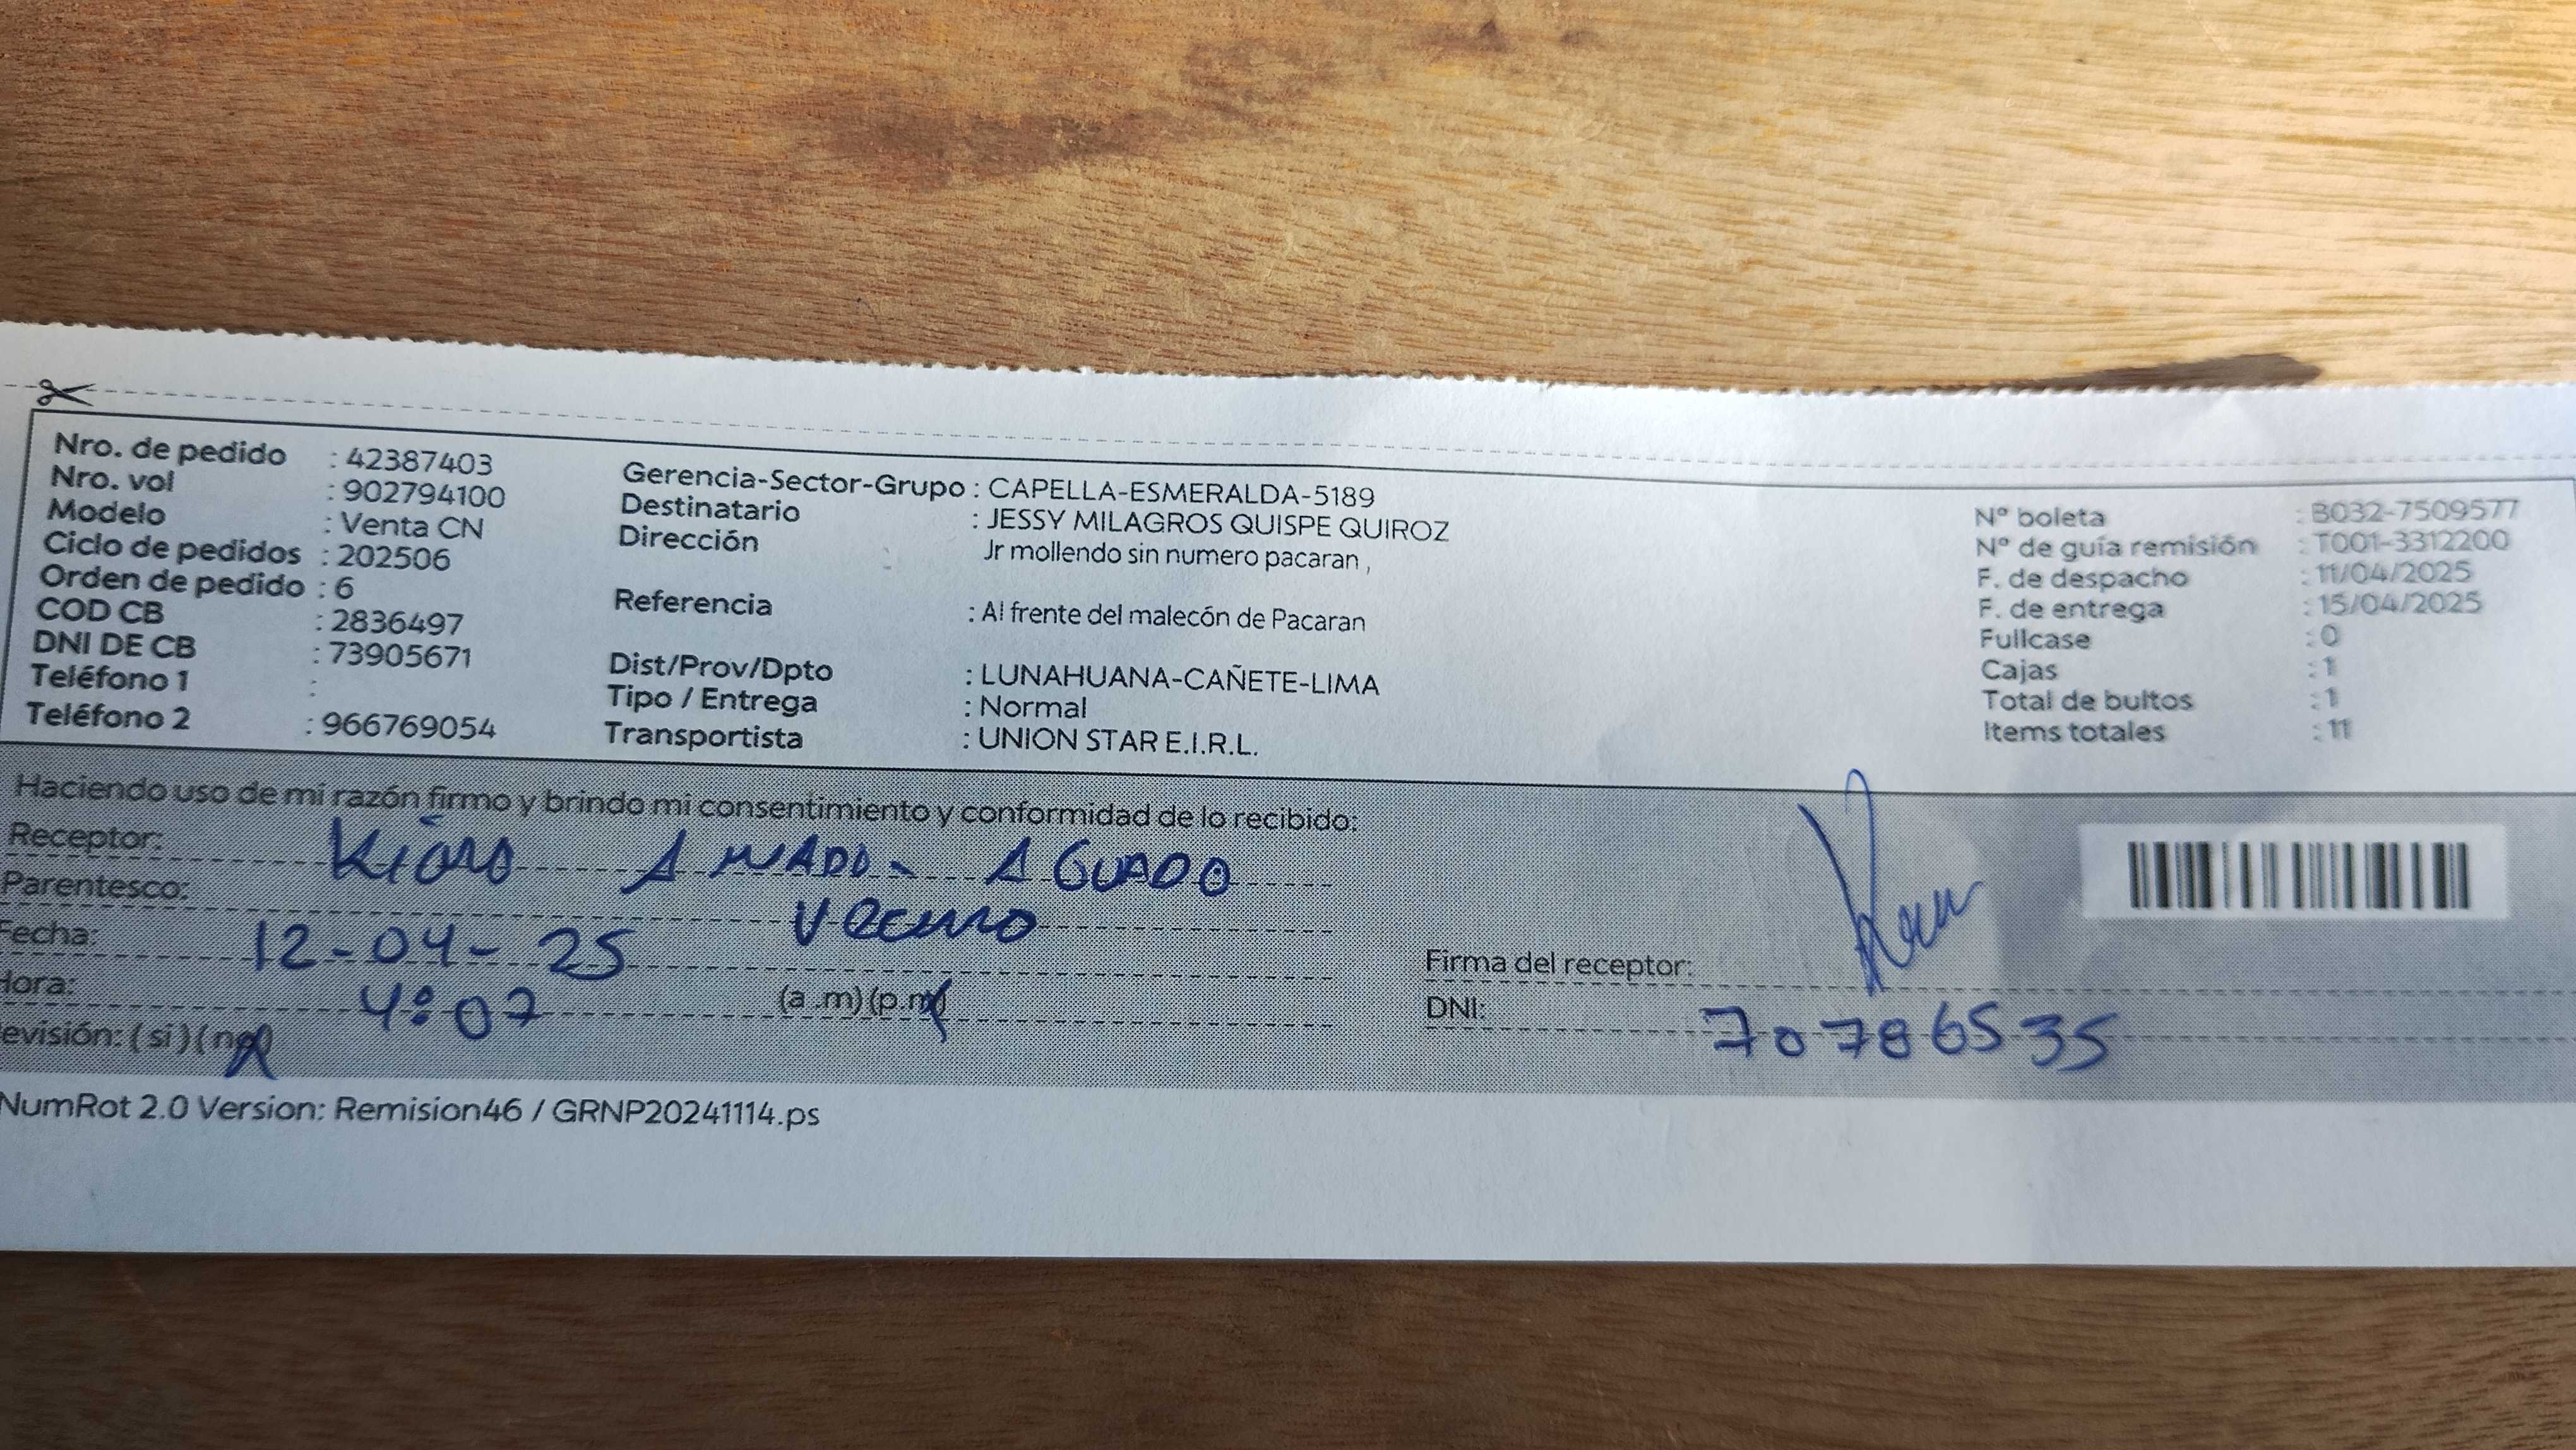 Nro. de pedido : 42387403
Nro. vol : 902794100
Modelo : Venta CN
Ciclo de pedidos : 202506
Orden de pedido : 6
COD CB : 2836497
DNI DE CB : 73905671
Teléfono 1 :
Teléfono 2 : 966769054
Gerencia-Sector-Grupo : CAPELLA-ESMERALDA-5189
Destinatario : JESSY MILAGROS QUISPE QUIROZ
Dirección Jr mollendo sin numero pacaran ,
Referencia : Al frente del malecón de Pacaran
Dist/Prov/Dpto : LUNAHUANA-CAÑETE-LIMA
Tipo / Entrega : Normal
Transportista : UNION STAR E.I.R.L.
Nº boleta : B032-7509577
Nº de guía remisión : T001-3312200
F. de despacho : 11/04/2025
F. de entrega : 15/04/2025
Fullcase : 0
Cajas : 1
Total de bultos : 1
Items totales : 11
Haciendo uso de mi razón firmo y brindo mi consentimiento y conformidad de lo recibido:
Receptor: AGUADO
Parentesco:
Fecha: 12-04-25
Hora: 4:07 (a .m) (p.m)
evisión: ( si ) ( no )
Firma del receptor:
DNI: 70786535
NumRot 2.0 Version: Remision46 / GRNP20241114.ps